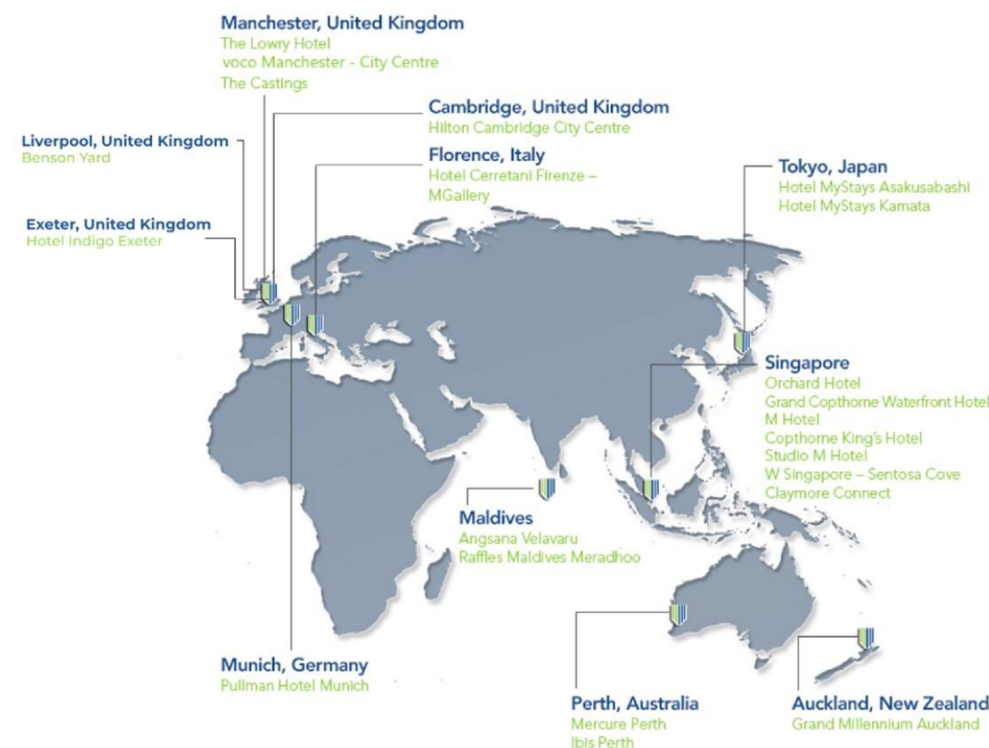 Manchester, United Kingdom
The Lowry Hotel
voco Manchester - City Centre
The Castings
Cambridge, United Kingdom
Hilton Cambridge City Centre
Liverpool, United Kingdom
Benson Yard
Florence, Italy
Hotel Cerretani Firenze –
MGallery
Tokyo, Japan
Hotel MyStays Asakusabashi
Hotel MyStays Kamata
Exeter, United Kingdom
Hotel Indigo Exeter
Singapore
Orchard Hotel
Grand Copthorne Waterfront Hotel
M Hotel
Copthorne King's Hotel
Studio M Hotel
W Singapore – Sentosa Cove
Claymore Connect
Maldives
Angsana Velavaru
Raffles Maldives Meradhoo
Munich, Germany
Pullman Hotel Munich
Perth, Australia
Mercure Perth
Ibis Perth
Auckland, New Zealand
Grand Millennium Auckland